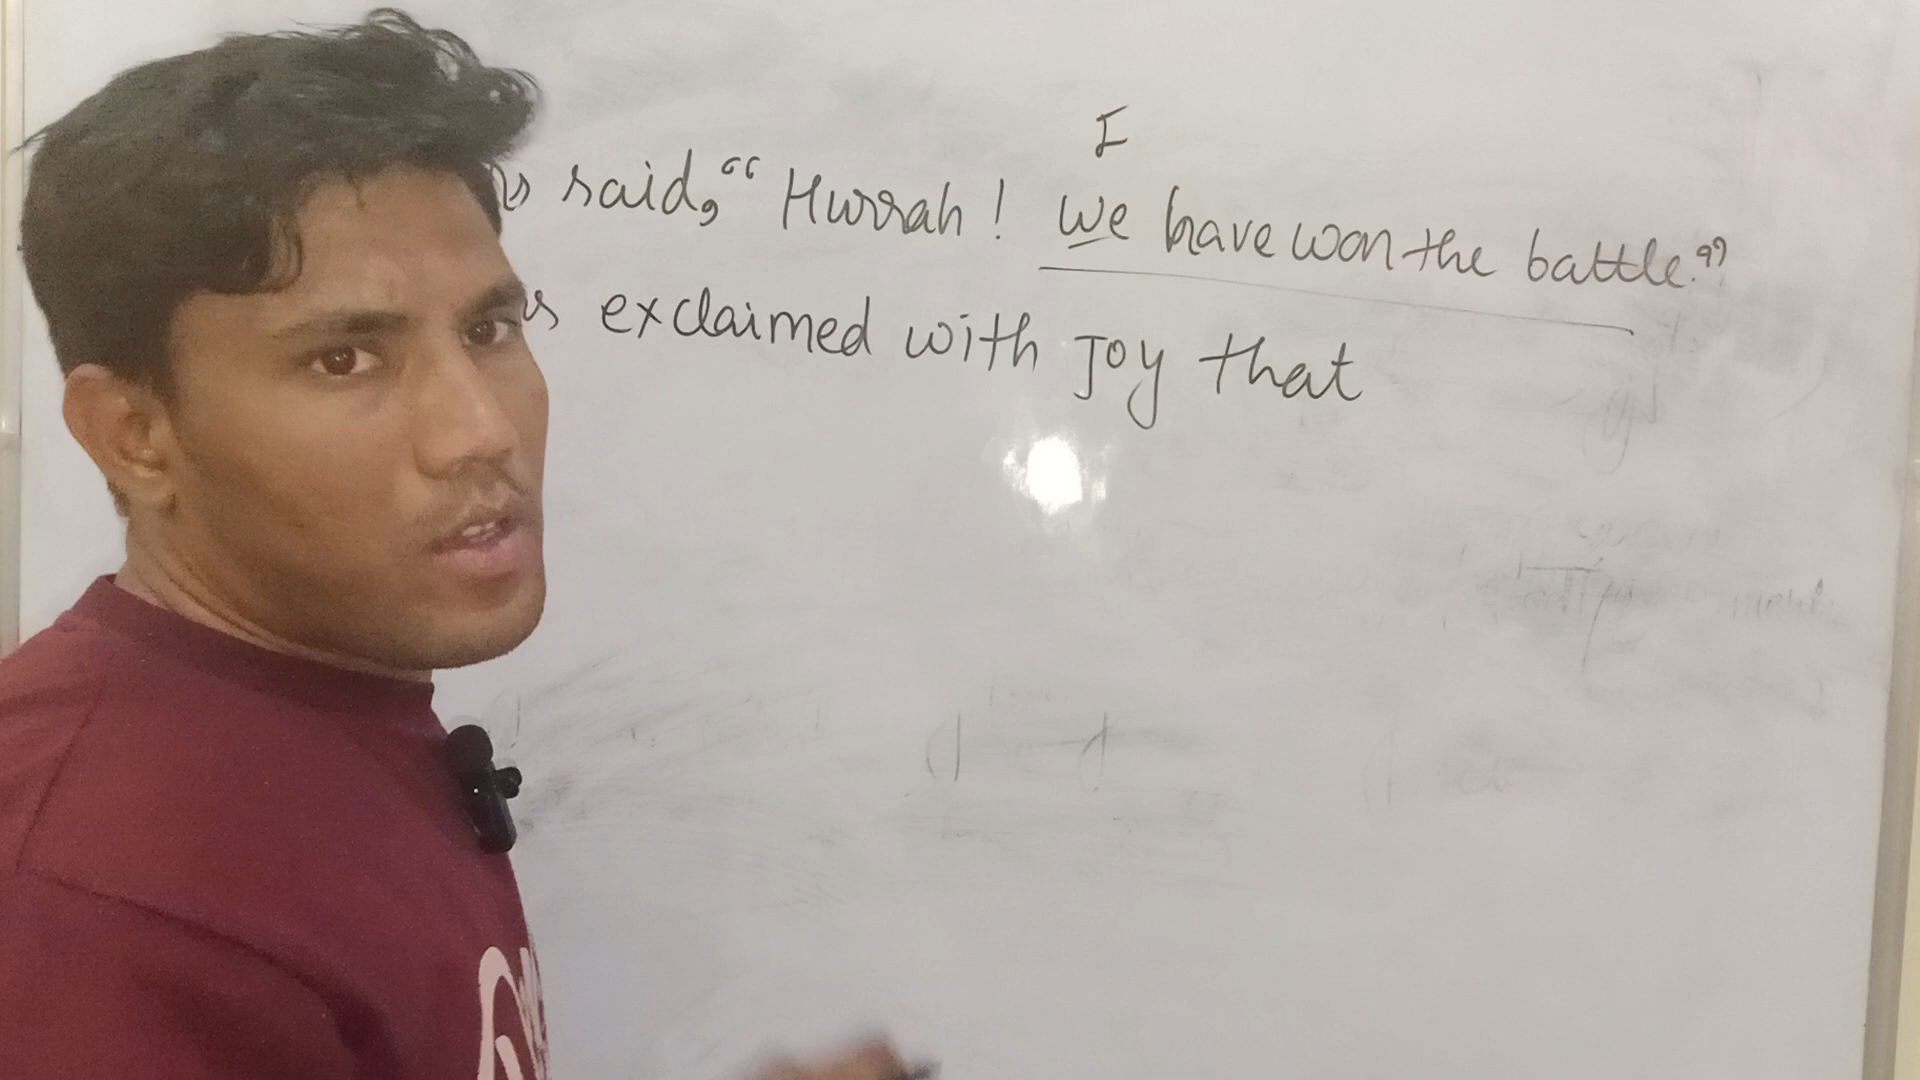 I
said, “Hurrah! We have won the battle.”
exclaimed with Joy that